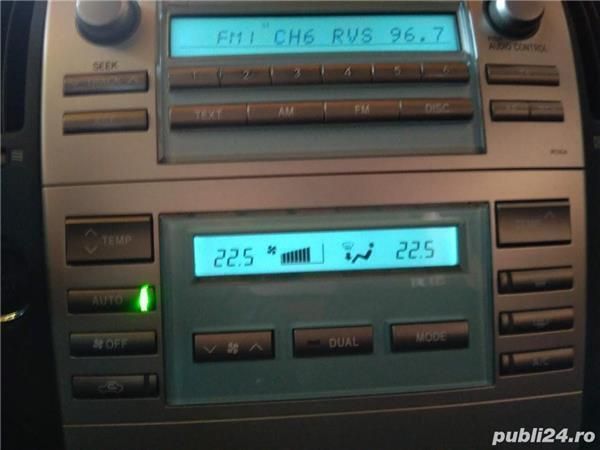 FM1 CH6 RVS 96.7
SEEK
AUDIO CONTROL
1 2 3 4 5 6
TRACK
TEXT AM FM DISC
TEMP
22.5 22.5
AUTO
OFF
DUAL
MODE
A/C
publi24.ro